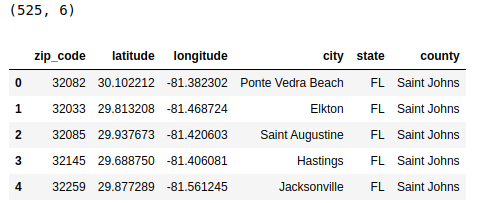 (525, 6)
zip_code latitude longitude city state county
0 32082 30.102212 -81.382302 Ponte Vedra Beach FL Saint Johns
1 32033 29.813208 -81.468724 Elkton FL Saint Johns
2 32085 29.937673 -81.420603 Saint Augustine FL Saint Johns
3 32145 29.688750 -81.406081 Hastings FL Saint Johns
4 32259 29.877289 -81.561245 Jacksonville FL Saint Johns